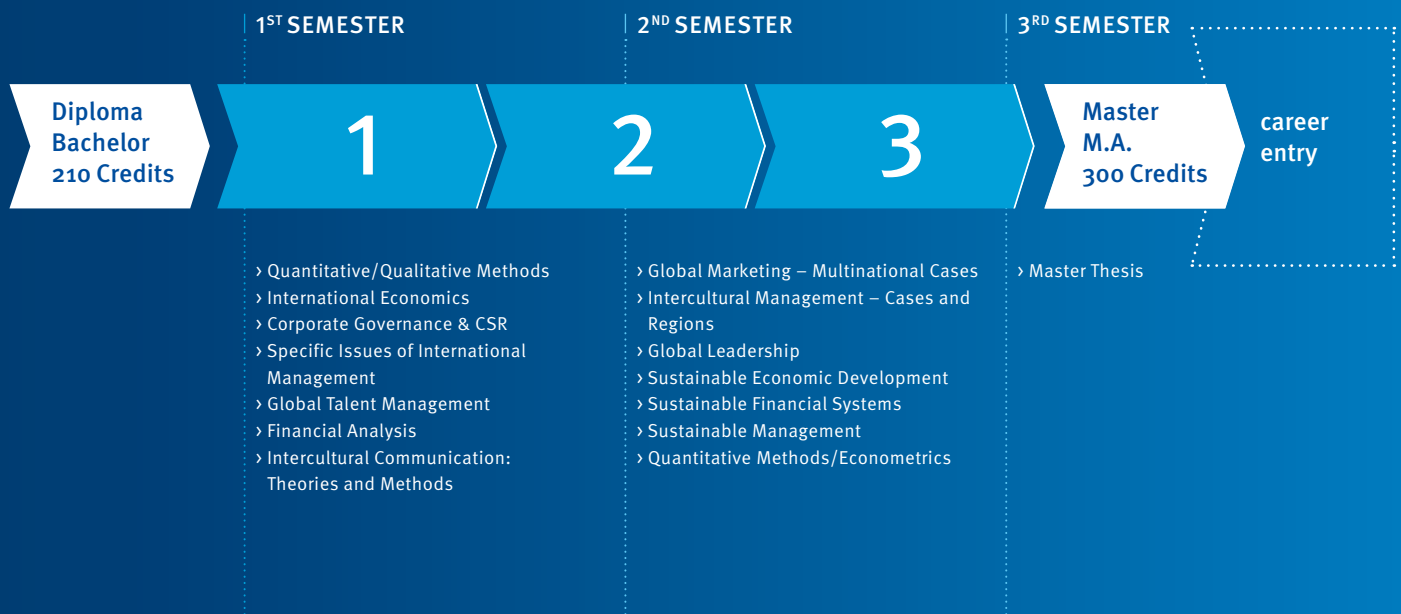 1ST SEMESTER
2ND SEMESTER
3RD SEMESTER
Diploma
Bachelor
210 Credits
1
2
3
Master
M.A.
300 Credits
career
entry
› Quantitative/Qualitative Methods
› International Economics
› Corporate Governance & CSR
› Specific Issues of International
Management
› Global Talent Management
› Financial Analysis
› Intercultural Communication:
Theories and Methods
› Global Marketing – Multinational Cases
› Intercultural Management – Cases and
Regions
› Global Leadership
› Sustainable Economic Development
› Sustainable Financial Systems
› Sustainable Management
› Quantitative Methods/Econometrics
› Master Thesis